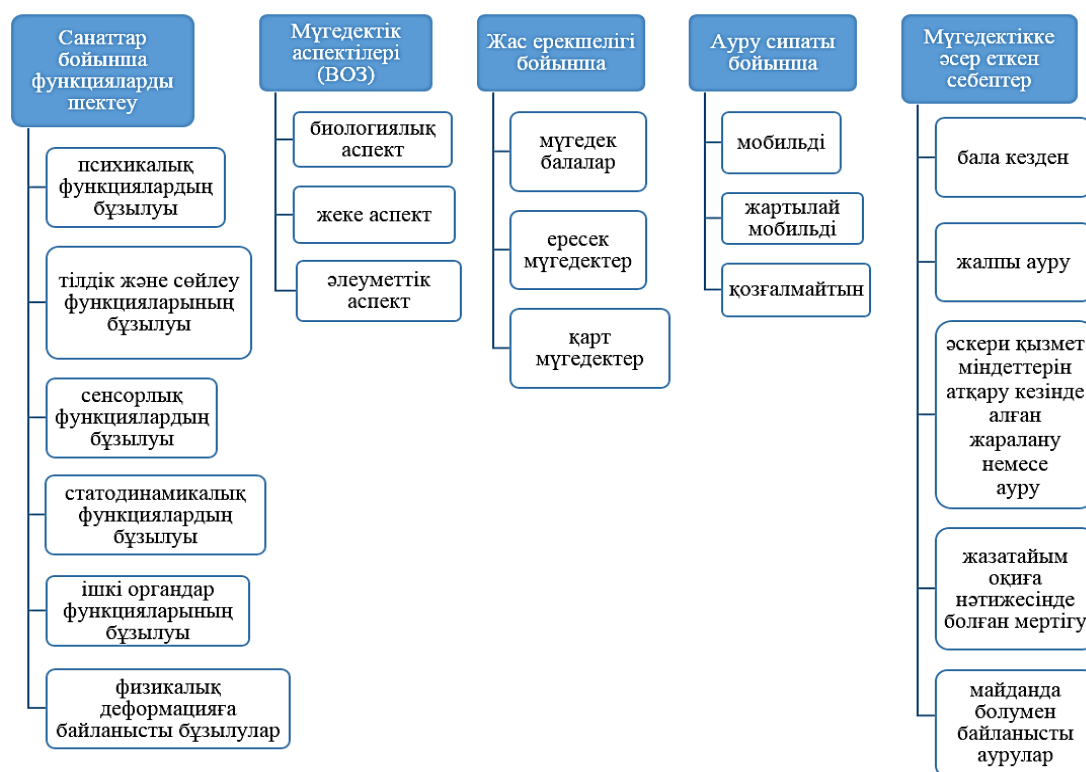 Санаттар
бойынша
функцияларды
шектеу
психикалық
функциялардың
бұзылуы
тілдік және сөйлеу
функцияларының
бұзылуы
сенсорлық
функциялардың
бұзылуы
статодинамикалық
функциялардың
бұзылуы
ішкі органдар
функцияларының
бұзылуы
физикалық
деформацияға
байланысты бұзылулар
Мүгедектік
аспектілері
(ВОЗ)
биологиялық
аспект
жеке аспект
әлеуметтік
аспект
Жас ерекшелігі
бойынша
мүгедек
балалар
ересек
мүгедектер
қарт
мүгедектер
Ауру сипаты
бойынша
мобильді
жартылай
мобильді
қозғалмайтын
Мүгедектікке
әсер еткен
себептер
бала кезден
жалпы ауру
әскери қызмет
міндеттерін
атқару кезінде
алған
жаралану
немесе
ауру
жазатайым
оқиға
нәтижесінде
болған мертігу
майданда
болумен
байланысты
аурулар